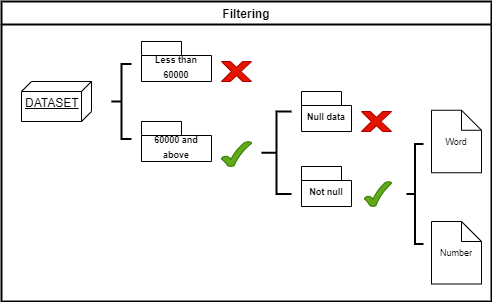 Filtering
Less than
60000
DATASET
60000 and
above
Null data
Not null
Word
Number